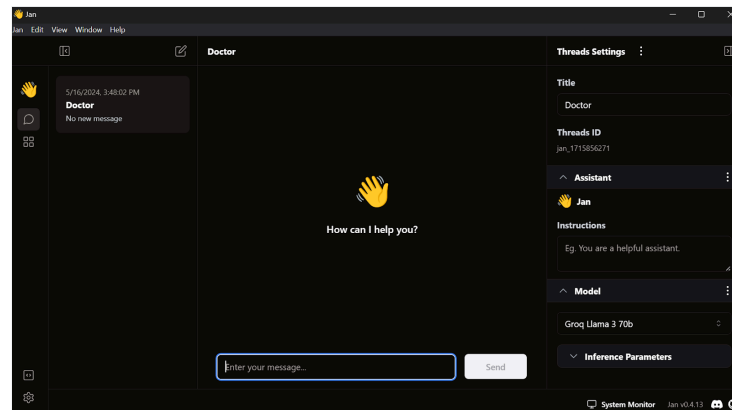 Jan
Jan Edit View Window Help
Doctor
Threads Settings
5/16/2024, 3:48:02 PM
Doctor
No new message
Title
Doctor
Threads ID
jan_1715856271
Assistant
Jan
How can I help you?
Instructions
Eg. You are a helpful assistant.
Model
Groq Llama 3 70b
Inference Parameters
Enter your message...
Send
System Monitor
Jan v0.4.13